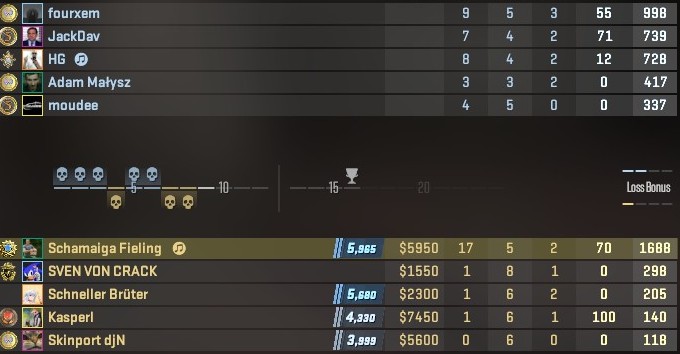 fourxem 9 5 3 55 998
JackDav 7 4 2 71 739
HG 8 4 2 12 728
Adam Małysz 3 3 2 0 417
moudee 4 5 0 0 337
5 10 15 20 Loss Bonus
Schamaiga Fieling 5,965 $5950 17 5 2 70 1688
SVEN VON CRACK $1550 1 8 1 0 298
Schneller Brüter 5,680 $2300 1 6 2 0 205
Kasperl 4,330 $7450 1 6 1 100 140
Skinport djN 3,999 $5600 0 6 0 0 118